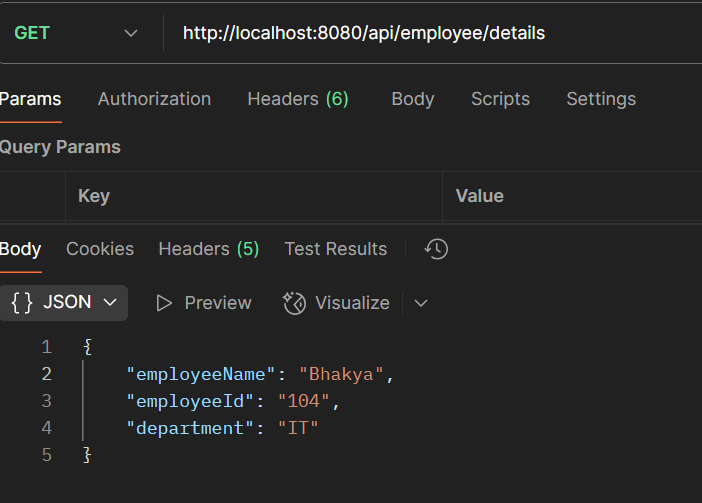 GET http://localhost:8080/api/employee/details
Params Authorization Headers (6) Body Scripts Settings
Query Params
Key Value
Body Cookies Headers (5) Test Results
{ } JSON Preview Visualize
1 {
2 "employeeName": "Bhakya",
3 "employeeId": "104",
4 "department": "IT"
5 }